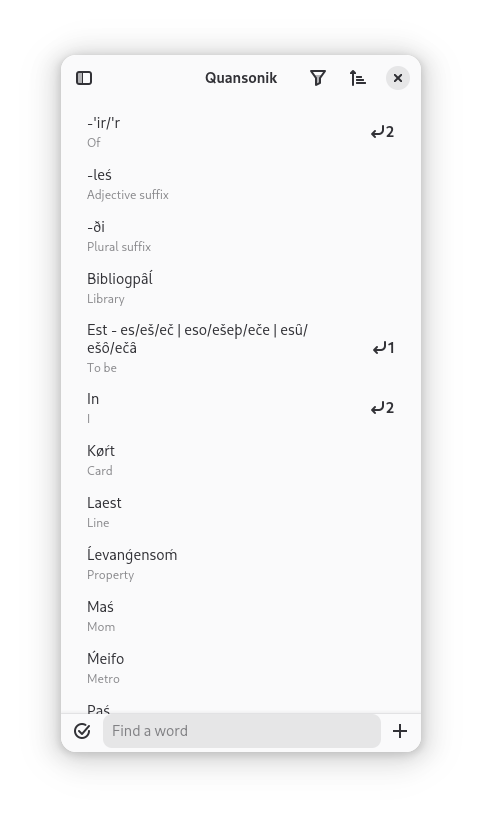 Quansonik
-'ir/'r
Of
2
-leś
Adjective suffix
-ði
Plural suffix
Bibliogpâĺ
Library
Est - es/eš/eč | eso/ešeþ/eče | esû/
ešô/ečâ
1
To be
In
I
2
Køŕt
Card
Laest
Line
Ĺevanǵensoḿ
Property
Maś
Mom
Ḿeifo
Metro
Paś
Find a word